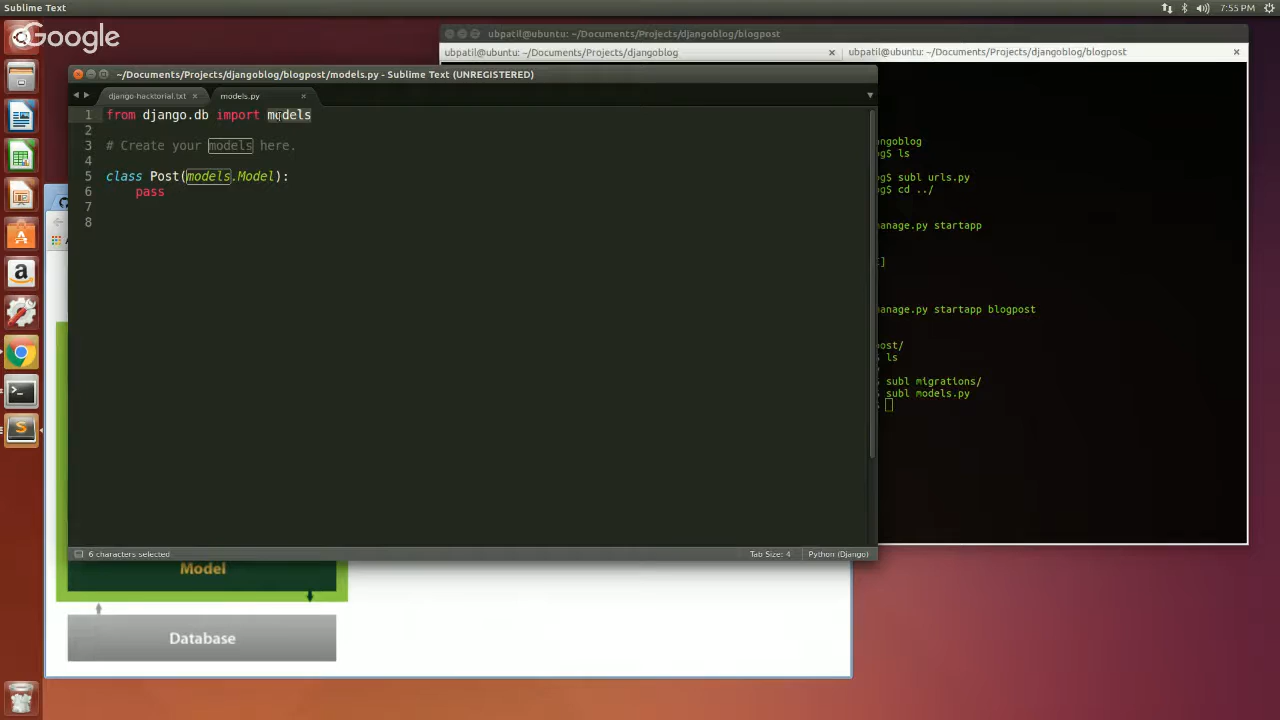 Sublime Text
7:55 PM
Google
ubpatil@ubuntu: ~/Documents/Projects/djangoblog/blogpost
ubpatil@ubuntu: ~/Documents/Projects/djangoblog
ubpatil@ubuntu: ~/Documents/Projects/djangoblog/blogpost
~/Documents/Projects/djangoblog/blogpost/models.py - Sublime Text (UNREGISTERED)
django-hacktorial.txt
models.py
1 from django.db import models
2
3 # Create your models here.
4
5 class Post(models.Model):
6 pass
7
8
ngoblog
og$ ls
og$ subl urls.py
og$ cd ../
anage.py startapp
]
anage.py startapp blogpost
post/
$ ls
$ subl migrations/
$ subl models.py
$
6 characters selected
Tab Size: 4
Python (Django)
Model
Database